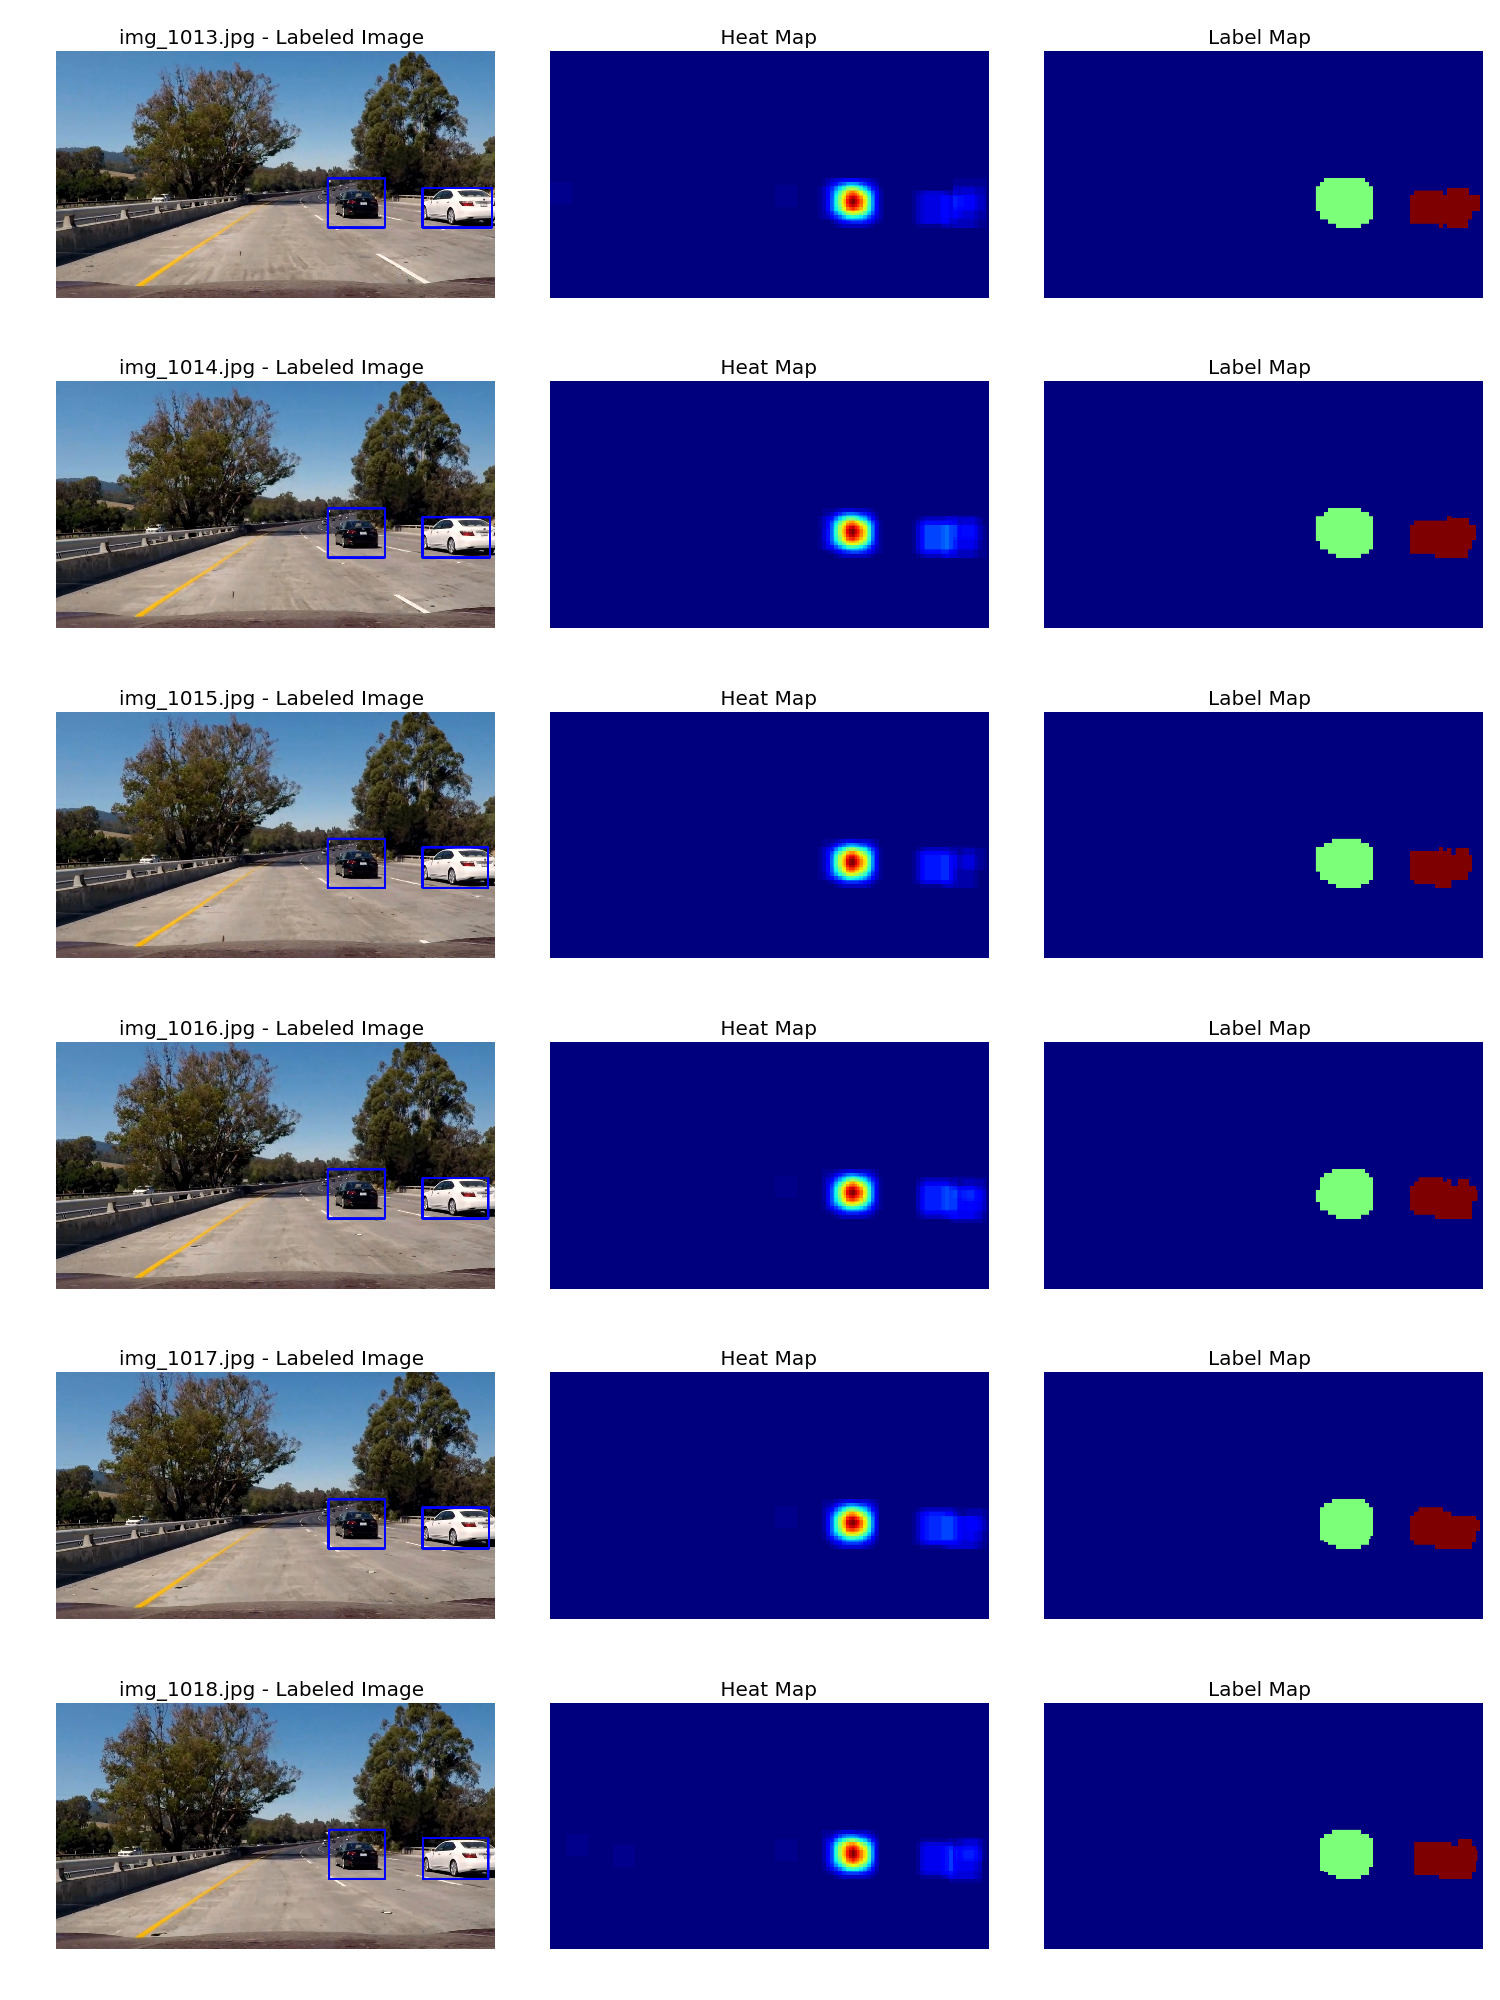 img_1013.jpg - Labeled Image
Heat Map
Label Map
img_1014.jpg - Labeled Image
Heat Map
Label Map
img_1015.jpg - Labeled Image
Heat Map
Label Map
img_1016.jpg - Labeled Image
Heat Map
Label Map
img_1017.jpg - Labeled Image
Heat Map
Label Map
img_1018.jpg - Labeled Image
Heat Map
Label Map